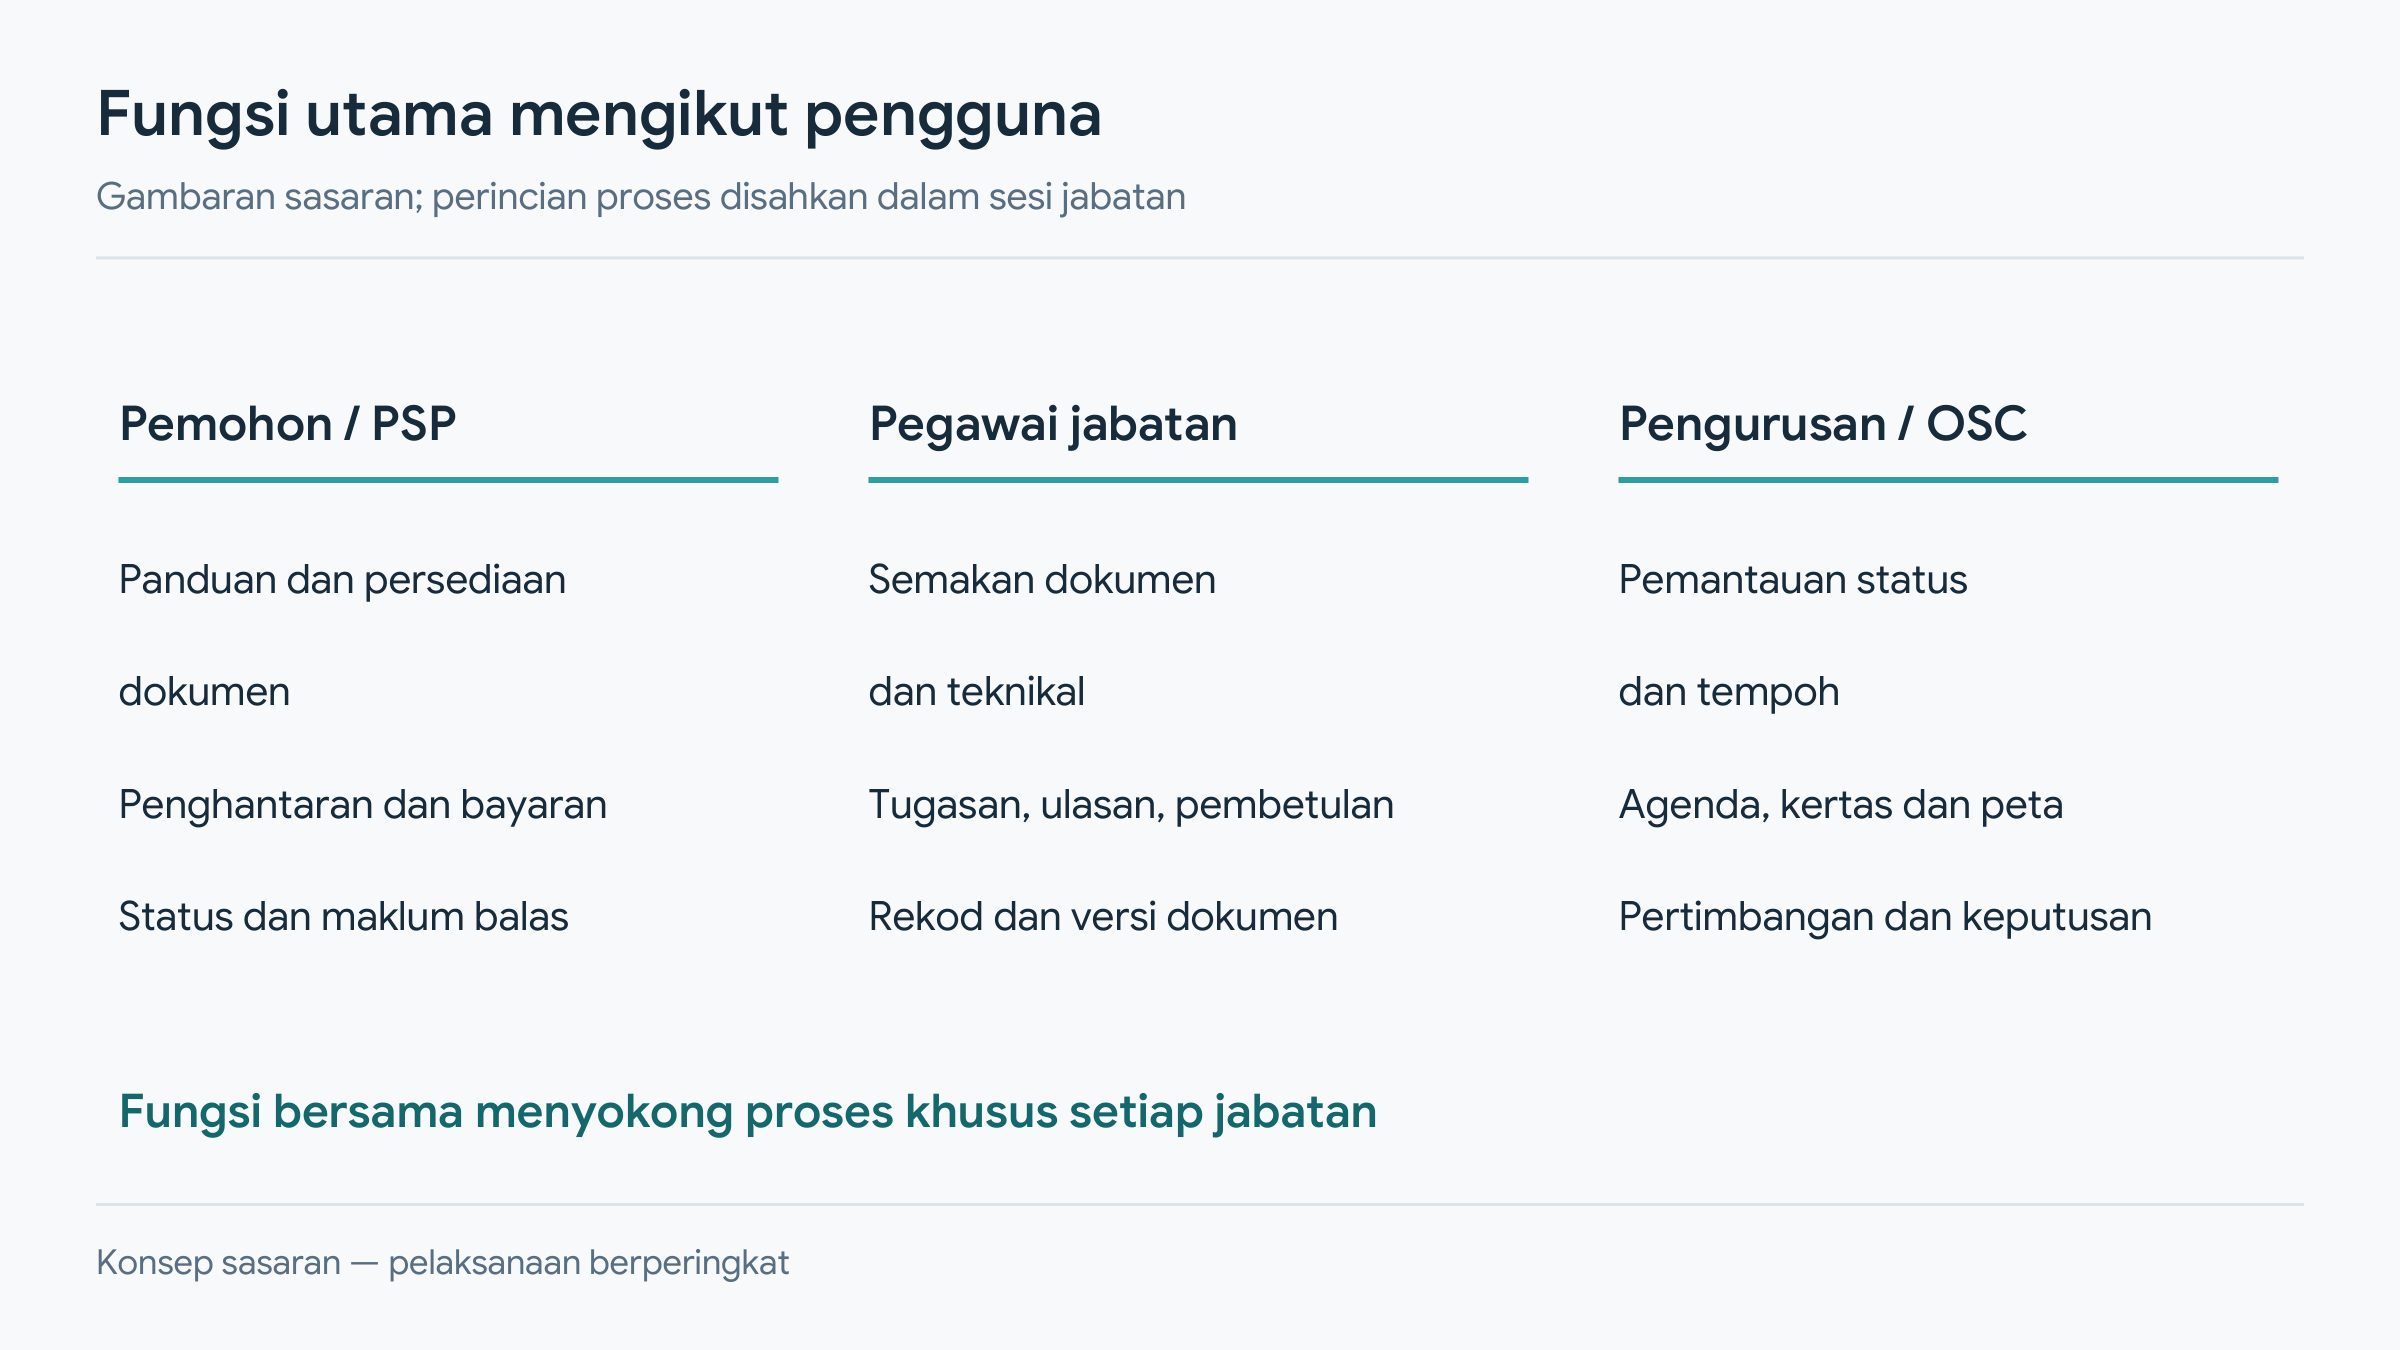 Fungsi utama mengikut pengguna
Gambaran sasaran; perincian proses disahkan dalam sesi jabatan
Pemohon / PSP
Panduan dan persediaan
dokumen
Penghantaran dan bayaran
Status dan maklum balas
Pegawai jabatan
Semakan dokumen
dan teknikal
Tugasan, ulasan, pembetulan
Rekod dan versi dokumen
Pengurusan / OSC
Pemantauan status
dan tempoh
Agenda, kertas dan peta
Pertimbangan dan keputusan
Fungsi bersama menyokong proses khusus setiap jabatan
Konsep sasaran — pelaksanaan berperingkat